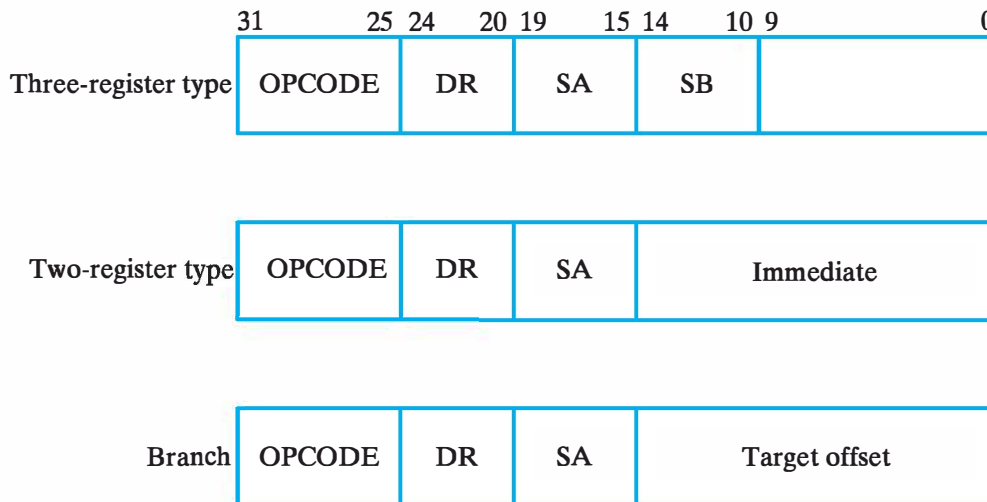 31 25 24 20 19 15 14 10 9 0
Three-register type OPCODE DR SA SB
Two-register type OPCODE DR SA Immediate
Branch OPCODE DR SA Target offset